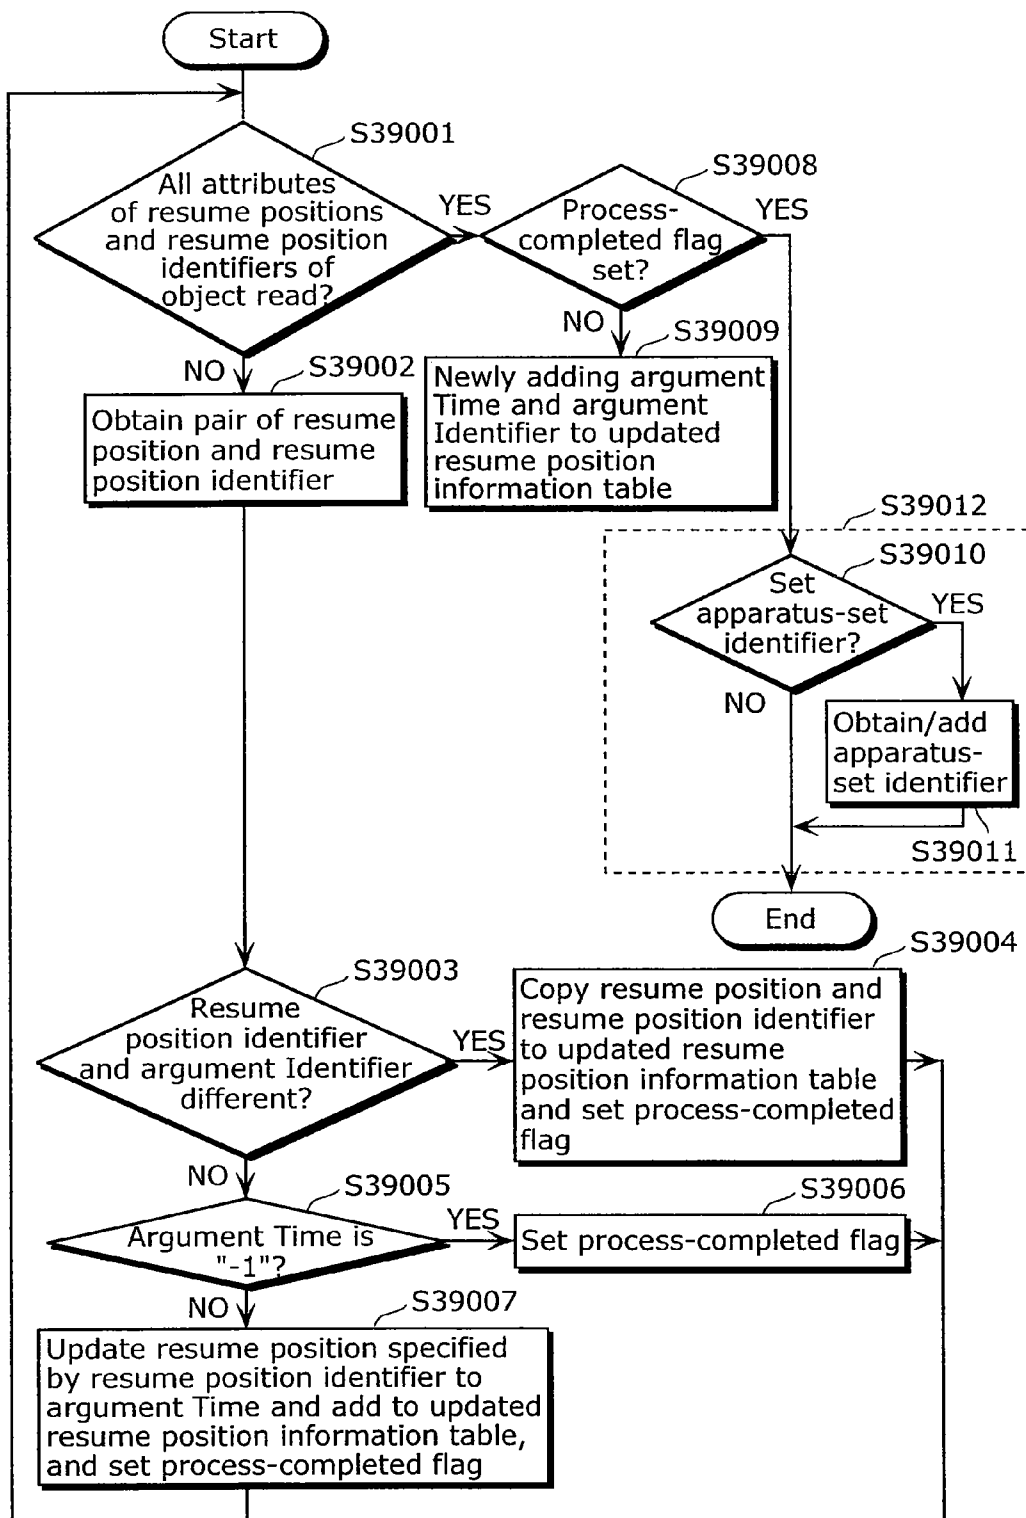 Start
S39001
All attributes
of resume positions
and resume position
identifiers of
object read?
YES
S39008
Process-
completed flag
set?
YES
NO
S39002
Obtain pair of resume
position and resume
position identifier
NO
S39009
Newly adding argument
Time and argument
Identifier to updated
resume position
information table
S39012
S39010
Set
apparatus-set
identifier?
YES
NO
Obtain/add
apparatus-
set identifier
S39011
End
S39003
Resume
position identifier
and argument Identifier
different?
YES
S39004
Copy resume position and
resume position identifier
to updated resume
position information table
and set process-completed
flag
NO
S39005
Argument Time is
"-1"?
YES
S39006
Set process-completed flag
NO
S39007
Update resume position specified
by resume position identifier to
argument Time and add to updated
resume position information table,
and set process-completed flag